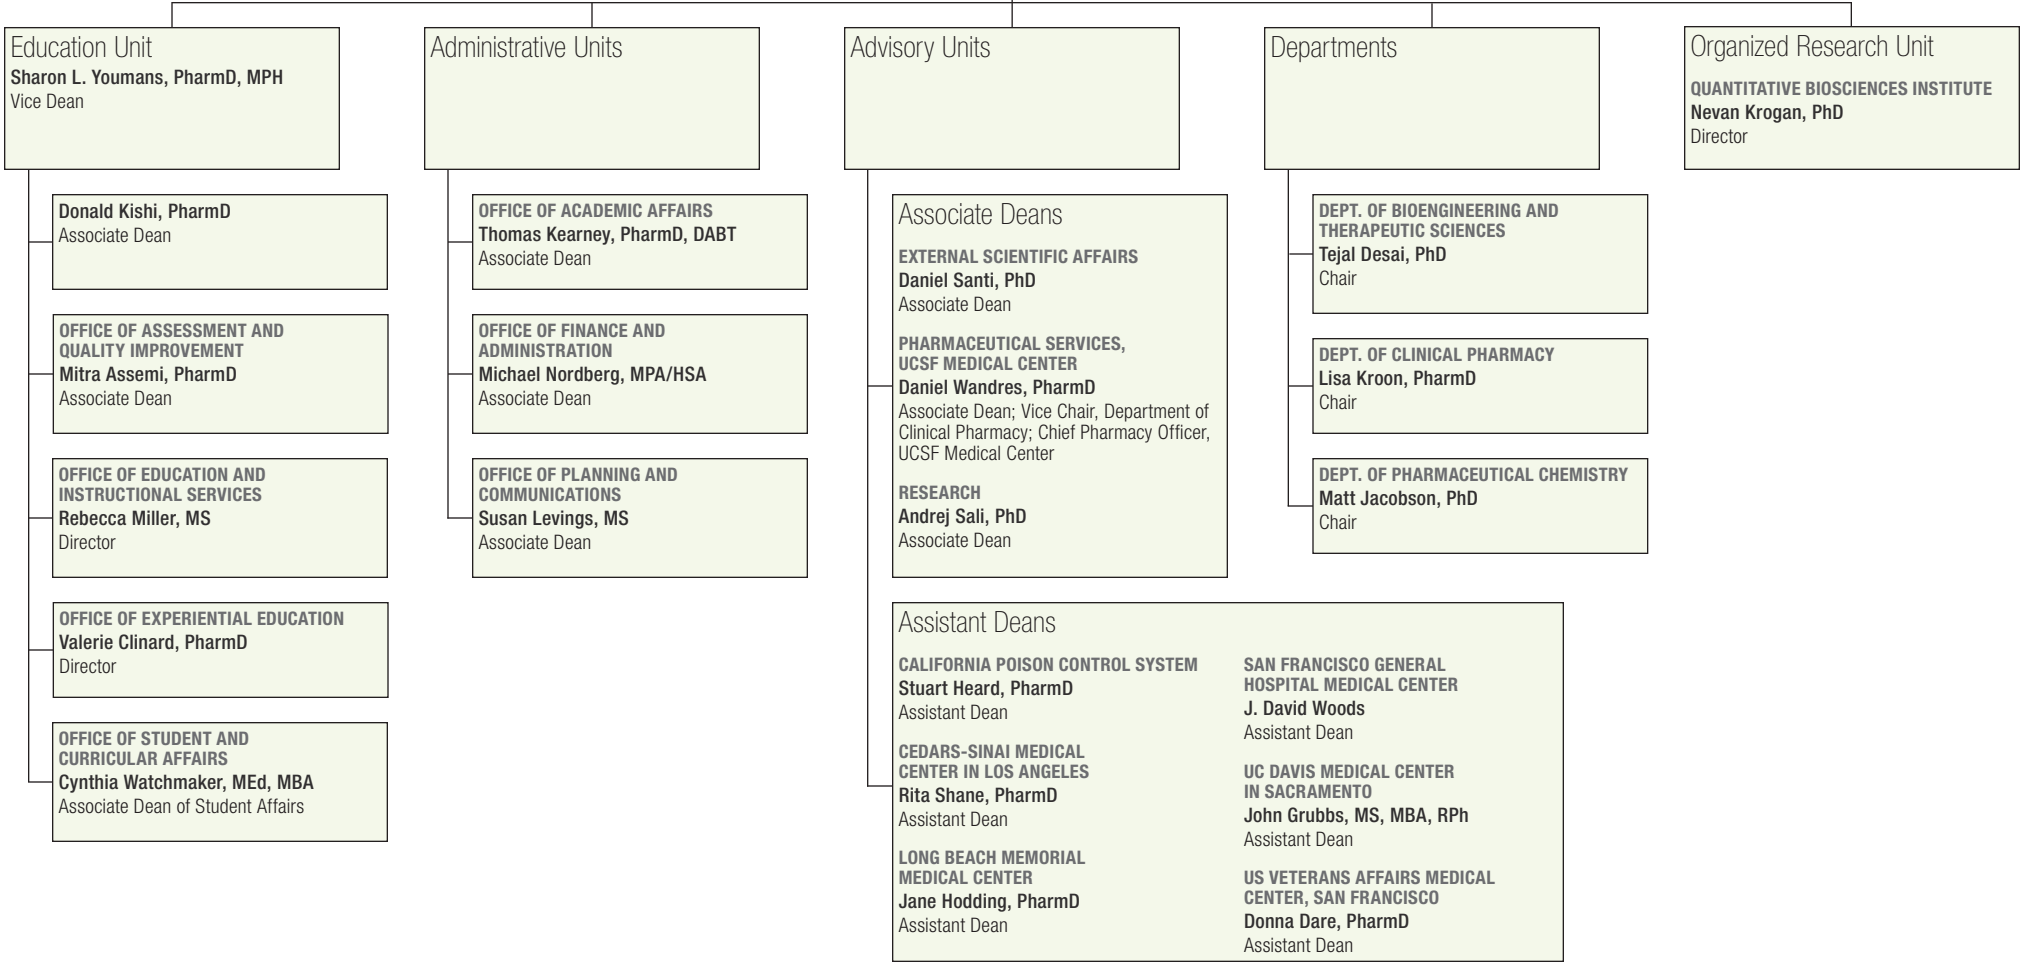 Education Unit
Sharon L. Youmans, PharmD, MPH
Vice Dean
Donald Kishi, PharmD
Associate Dean
OFFICE OF ASSESSMENT AND
QUALITY IMPROVEMENT
Mitra Assemi, PharmD
Associate Dean
OFFICE OF EDUCATION AND
INSTRUCTIONAL SERVICES
Rebecca Miller, MS
Director
OFFICE OF EXPERIENTIAL EDUCATION
Valerie Clinard, PharmD
Director
OFFICE OF STUDENT AND
CURRICULAR AFFAIRS
Cynthia Watchmaker, MEd, MBA
Associate Dean of Student Affairs
Administrative Units
OFFICE OF ACADEMIC AFFAIRS
Thomas Kearney, PharmD, DABT
Associate Dean
OFFICE OF FINANCE AND
ADMINISTRATION
Michael Nordberg, MPA/HSA
Associate Dean
OFFICE OF PLANNING AND
COMMUNICATIONS
Susan Levings, MS
Associate Dean
Advisory Units
Associate Deans
EXTERNAL SCIENTIFIC AFFAIRS
Daniel Santi, PhD
Associate Dean
PHARMACEUTICAL SERVICES,
UCSF MEDICAL CENTER
Daniel Wandres, PharmD
Associate Dean; Vice Chair, Department of
Clinical Pharmacy; Chief Pharmacy Officer,
UCSF Medical Center
RESEARCH
Andrej Sali, PhD
Associate Dean
Assistant Deans
CALIFORNIA POISON CONTROL SYSTEM
Stuart Heard, PharmD
Assistant Dean
CEDARS-SINAI MEDICAL
CENTER IN LOS ANGELES
Rita Shane, PharmD
Assistant Dean
LONG BEACH MEMORIAL
MEDICAL CENTER
Jane Hodding, PharmD
Assistant Dean
SAN FRANCISCO GENERAL
HOSPITAL MEDICAL CENTER
J. David Woods
Assistant Dean
UC DAVIS MEDICAL CENTER
IN SACRAMENTO
John Grubbs, MS, MBA, RPh
Assistant Dean
US VETERANS AFFAIRS MEDICAL
CENTER, SAN FRANCISCO
Donna Dare, PharmD
Assistant Dean
Departments
DEPT. OF BIOENGINEERING AND
THERAPEUTIC SCIENCES
Tejal Desai, PhD
Chair
DEPT. OF CLINICAL PHARMACY
Lisa Kroon, PharmD
Chair
DEPT. OF PHARMACEUTICAL CHEMISTRY
Matt Jacobson, PhD
Chair
Organized Research Unit
QUANTITATIVE BIOSCIENCES INSTITUTE
Nevan Krogan, PhD
Director